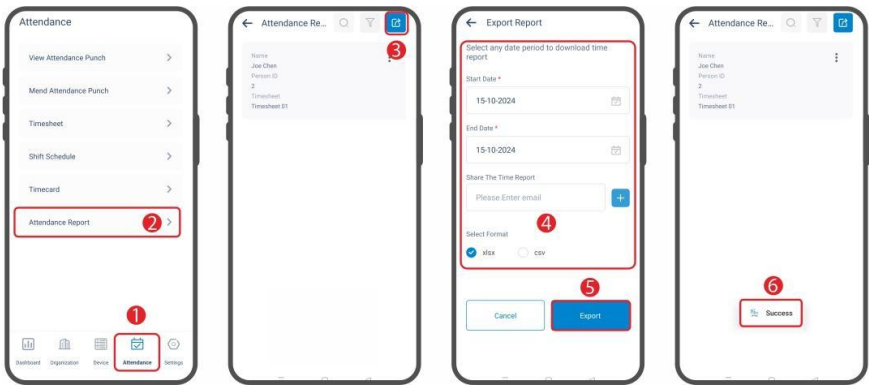 Attendance
View Attendance Punch
Mend Attendance Punch
Timesheet
Shift Schedule
Timecard
Attendance Report
2
1
Dashboard Organization Device Attendance Settings
Attendance Re...
3
Name
Joe Chen
Person ID
2
Timesheet
Timesheet 01
Export Report
Select any date period to download time
report
Start Date *
15-10-2024
End Date *
15-10-2024
Share The Time Report
Please Enter email
+
4
Select Format
xlsx csv
5
Cancel Export
Attendance Re...
Name
Joe Chen
Person ID
2
Timesheet
Timesheet 01
6
Success